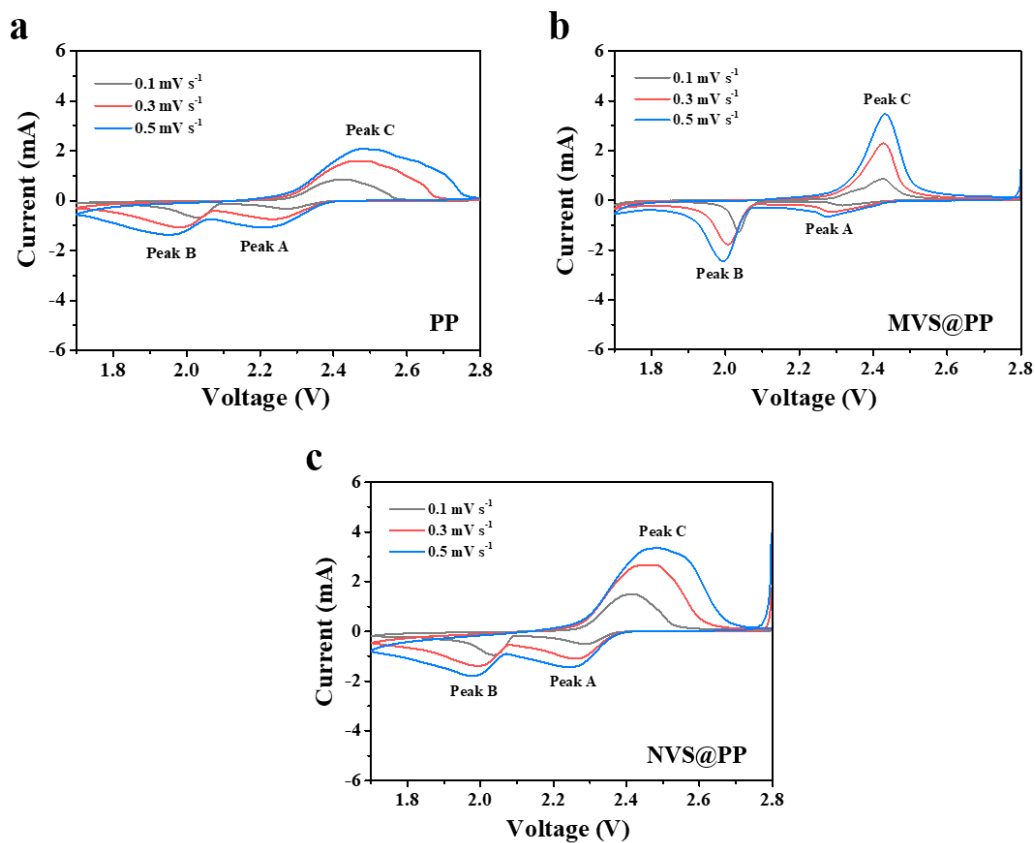 a
6
4
2
0
-2
-4
-6
Current (mA)
0.1 mV s⁻¹
0.3 mV s⁻¹
0.5 mV s⁻¹
Peak C
Peak B
Peak A
PP
1.8 2.0 2.2 2.4 2.6 2.8
Voltage (V)
b
6
4
2
0
-2
-4
-6
Current (mA)
0.1 mV s⁻¹
0.3 mV s⁻¹
0.5 mV s⁻¹
Peak C
Peak A
Peak B
MVS@PP
1.8 2.0 2.2 2.4 2.6 2.8
Voltage (V)
c
6
4
2
0
-2
-4
-6
Current (mA)
0.1 mV s⁻¹
0.3 mV s⁻¹
0.5 mV s⁻¹
Peak C
Peak B
Peak A
NVS@PP
1.8 2.0 2.2 2.4 2.6 2.8
Voltage (V)